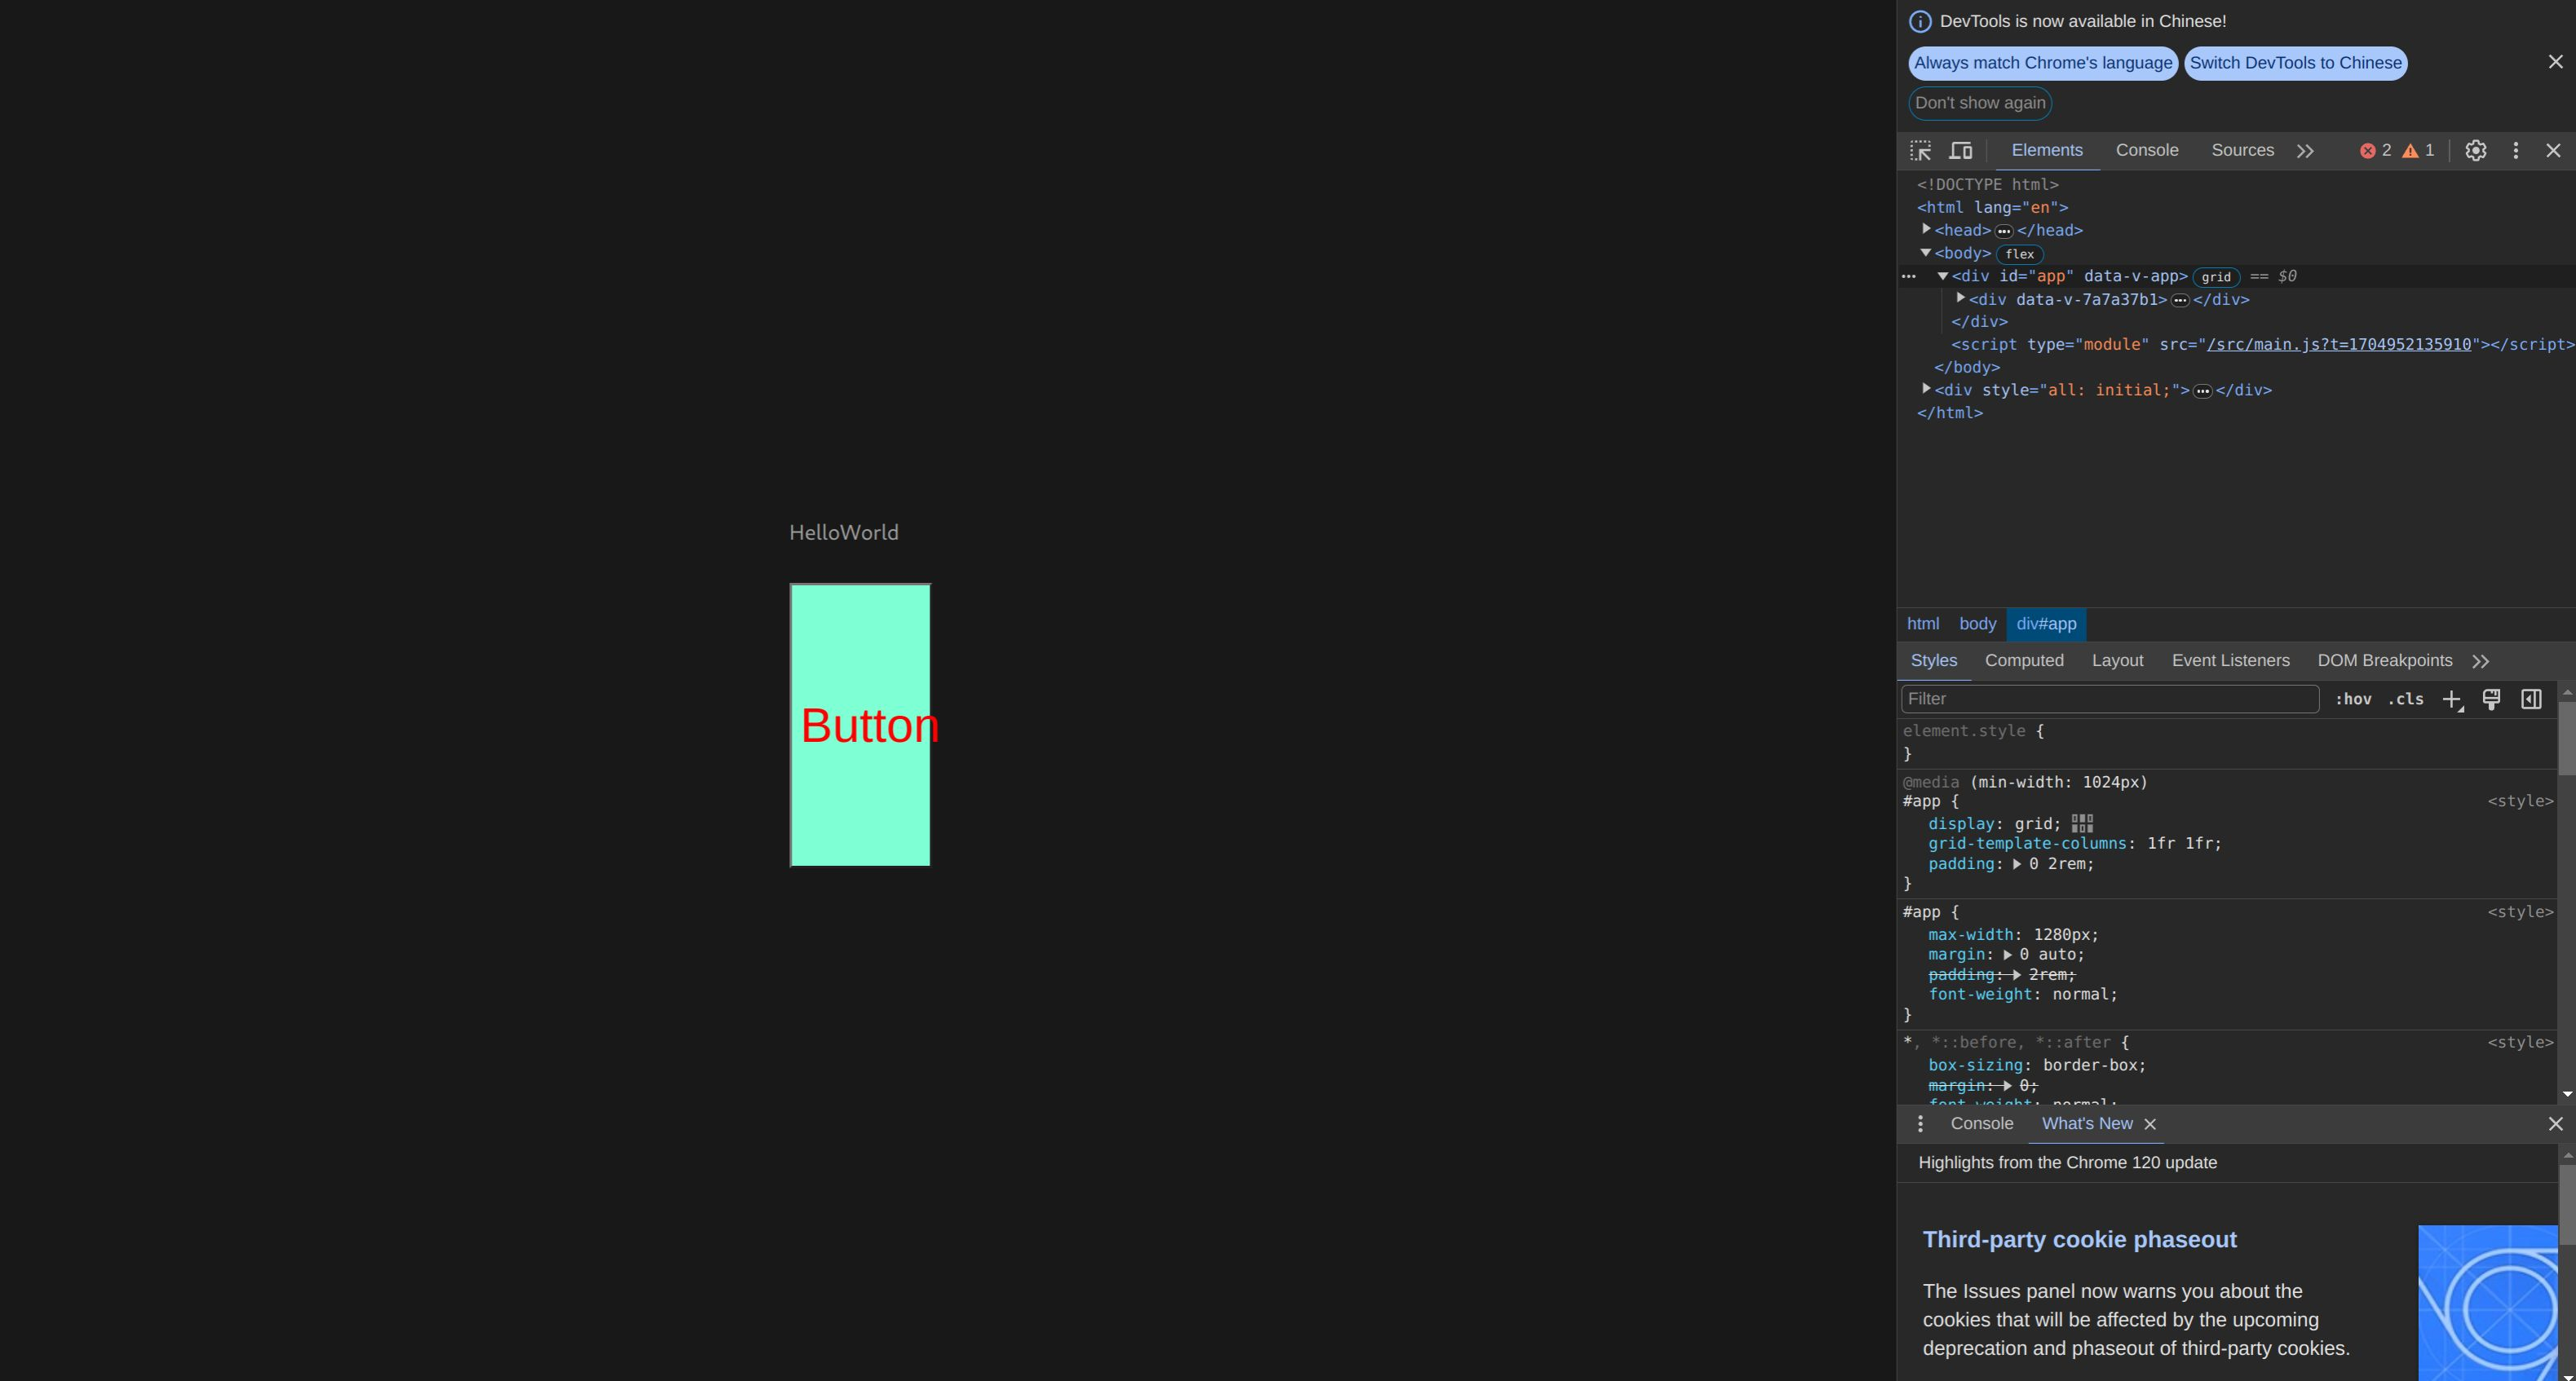 HelloWorld
Button
DevTools is now available in Chinese!
Always match Chrome's language Switch DevTools to Chinese
Don't show again
Elements Console Sources 2 1
<!DOCTYPE html>
<html lang="en">
<head> </head>
<body> flex
<div id="app" data-v-app> grid == $0
<div data-v-7a7a37b1> </div>
</div>
<script type="module" src="/src/main.js?t=1704952135910"></script>
</body>
<div style="all: initial;"> </div>
</html>
html body div#app
Styles Computed Layout Event Listeners DOM Breakpoints
Filter :hov .cls
element.style {
}
@media (min-width: 1024px)
#app { <style>
display: grid;
grid-template-columns: 1fr 1fr;
padding: 0 2rem;
}
#app { <style>
max-width: 1280px;
margin: 0 auto;
padding: 2rem;
font-weight: normal;
}
*, *::before, *::after { <style>
box-sizing: border-box;
margin: 0;
font-weight: normal;
Console What's New
Highlights from the Chrome 120 update
Third-party cookie phaseout
The Issues panel now warns you about the
cookies that will be affected by the upcoming
deprecation and phaseout of third-party cookies.